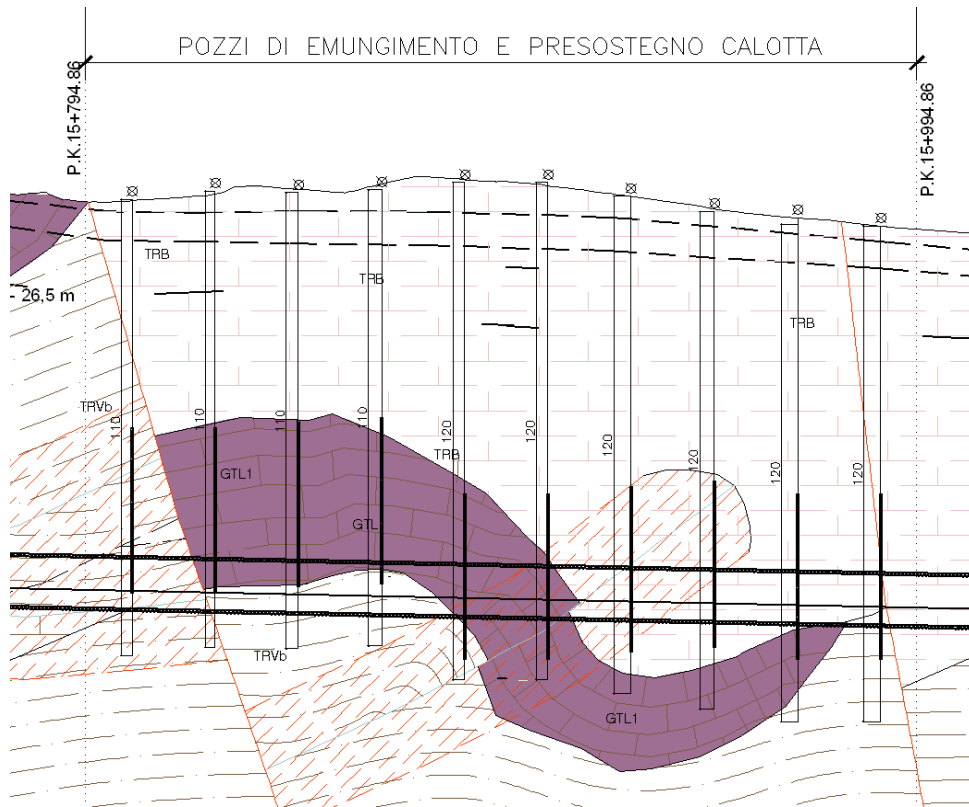 POZZI DI EMUNGIMENTO E PRESOSTEGNO CALOTTA
P.K.15+794.86
P.K.15+994.86
TRB
TRB
- 26,5 m
TRB
TRVb
110
110
110
110
120
120
120
120
120
120
TRB
GTL1
GTL
TRVb
GTL1